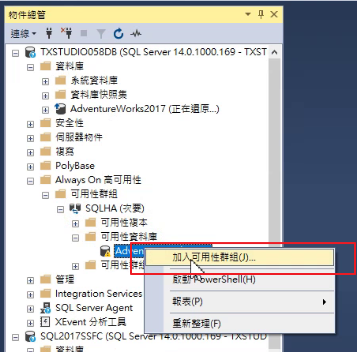 物件總管
連線
TXSTUDIO058DB (SQL Server 14.0.1000.169 - TXST
資料庫
系統資料庫
資料庫快照集
AdventureWorks2017 (正在還原...)
安全性
伺服器物件
複寫
PolyBase
Always On 高可用性
可用性群組
SQLHA (次要)
可用性複本
可用性資料庫
Advent
加入可用性群組(J)...
可用性群組
啟動 PowerShell(H)
管理
報表(P)
Integration Services
SQL Server Agent
重新整理(F)
XEvent 分析工具
SQL2017SSFC (SQL Server 14.0.1000.169 - TXSTUD
資料庫